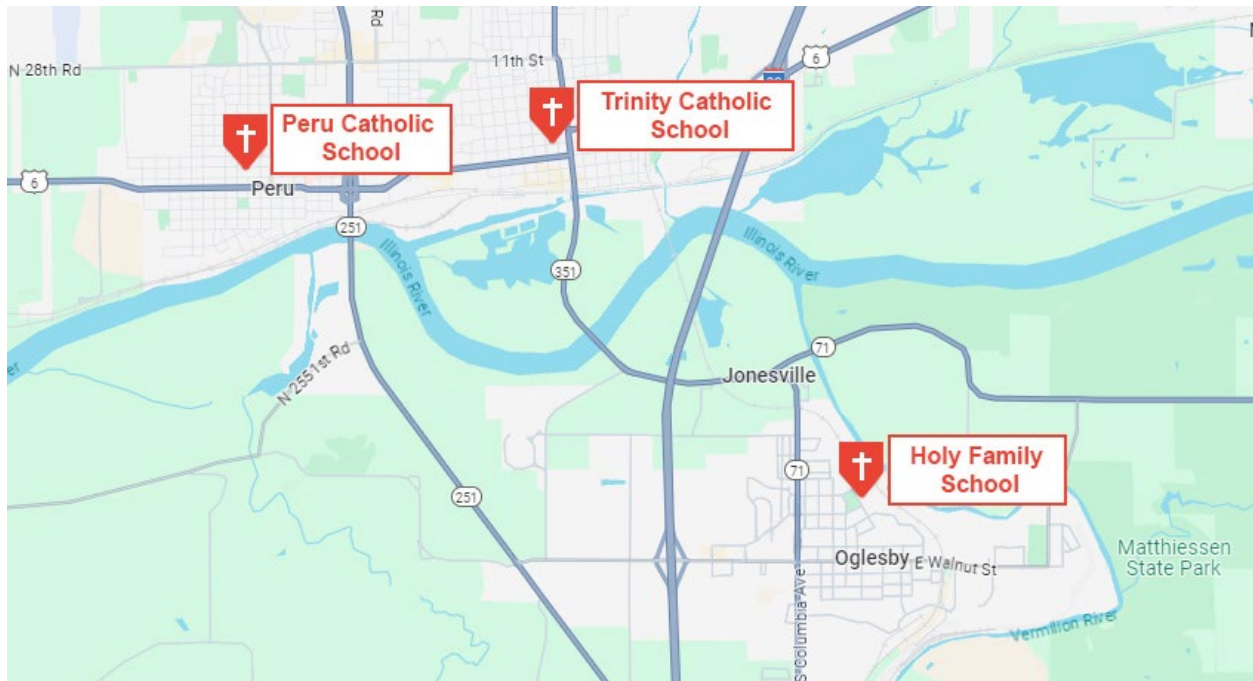 Rd
6
N 28th Rd
11th St
Peru Catholic
School
Trinity Catholic
School
6
Peru
251
Illinois River
351
Illinois River
N 2551st Rd
71
Jonesville
251
71
Holy Family
School
Oglesby
E Walnut St
Matthiessen
State Park
S Columbia Ave
Vermilion River